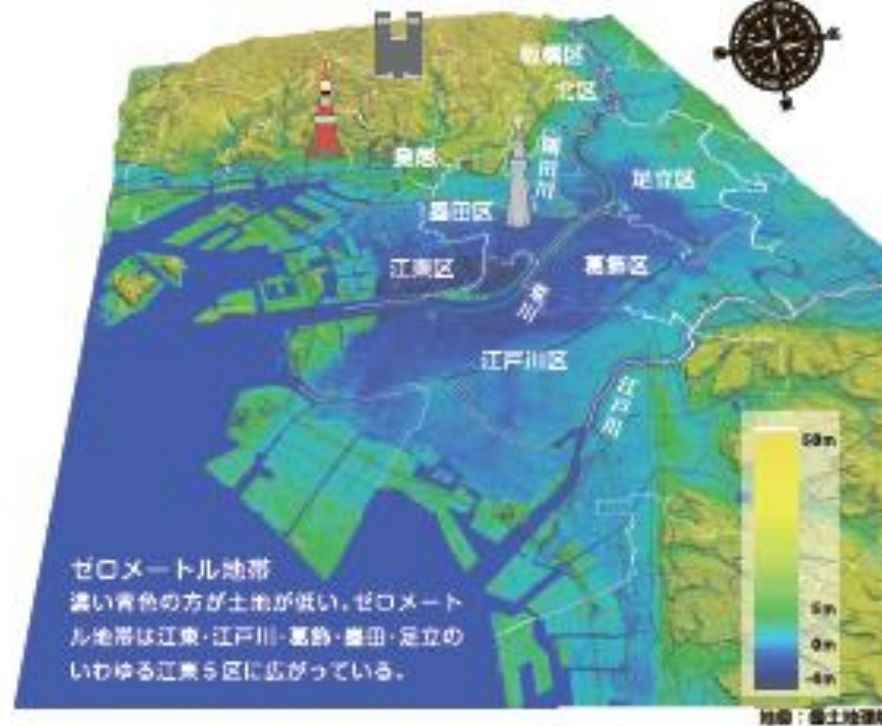 板橋区
北区
皇居
隅田川
足立区
墨田区
江東区
葛飾区
荒川
江戸川区
江戸川
50m
5m
0m
-4m
ゼロメートル地帯
濃い青色の方が土地が低い。ゼロメート
ル地帯は江東・江戸川・葛飾・墨田・足立の
いわゆる江東5区に広がっている。